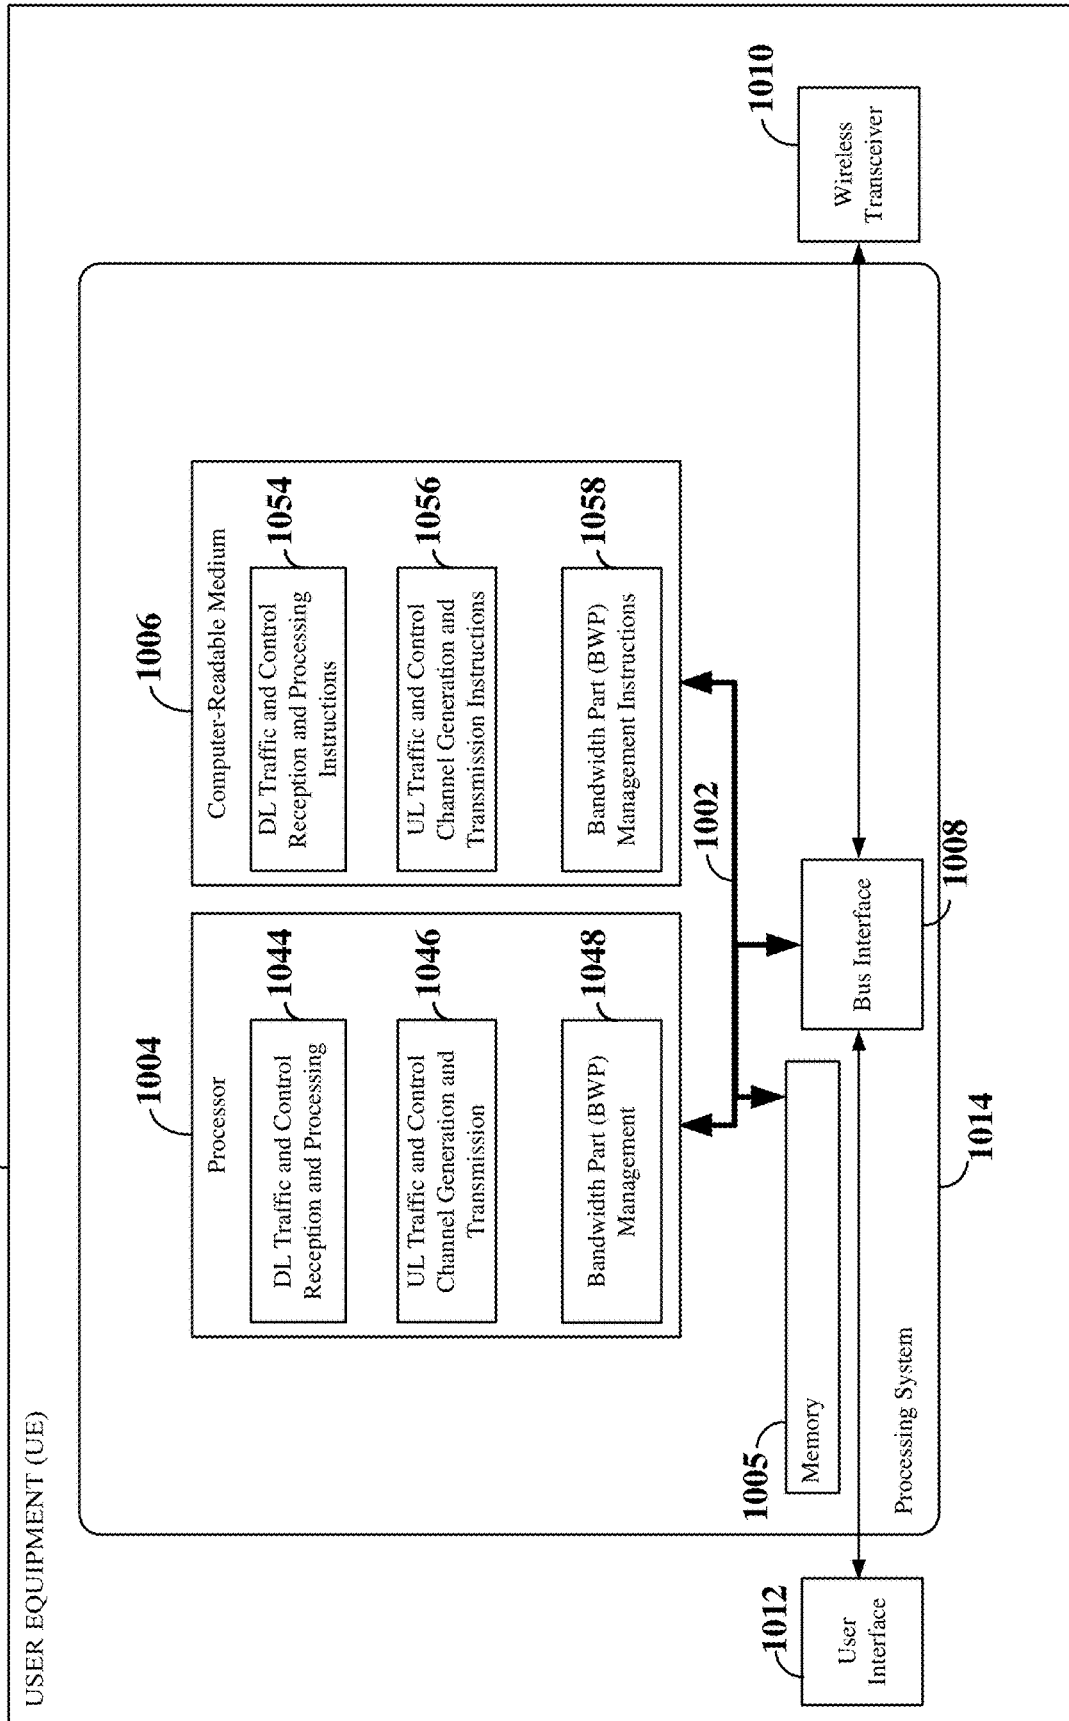 USER EQUIPMENT (UE)
1004
Processor
DL Traffic and Control
Reception and Processing
1044
UL Traffic and Control
Channel Generation and
Transmission
1046
Bandwidth Part (BWP)
Management
1048
1006
Computer-Readable Medium
DL Traffic and Control
Reception and Processing
Instructions
1054
UL Traffic and Control
Channel Generation and
Transmission Instructions
1056
Bandwidth Part (BWP)
Management Instructions
1058
1002
1005
Memory
1012
User
Interface
Bus Interface
1008
1010
Wireless
Transceiver
Processing System
1014